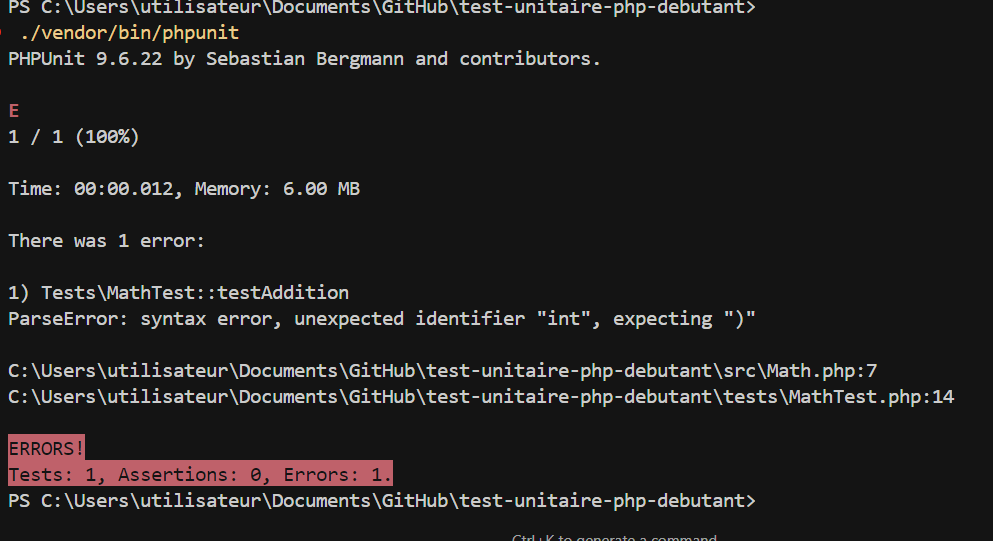 PS C:\Users\utilisateur\Documents\GitHub\test-unitaire-php-debutant>
./vendor/bin/phpunit
PHPUnit 9.6.22 by Sebastian Bergmann and contributors.
E
1 / 1 (100%)
Time: 00:00.012, Memory: 6.00 MB
There was 1 error:
1) Tests\MathTest::testAddition
ParseError: syntax error, unexpected identifier "int", expecting ")"
C:\Users\utilisateur\Documents\GitHub\test-unitaire-php-debutant\src\Math.php:7
C:\Users\utilisateur\Documents\GitHub\test-unitaire-php-debutant\tests\MathTest.php:14
ERRORS!
Tests: 1, Assertions: 0, Errors: 1.
PS C:\Users\utilisateur\Documents\GitHub\test-unitaire-php-debutant>
Ctrl+K to generate a command